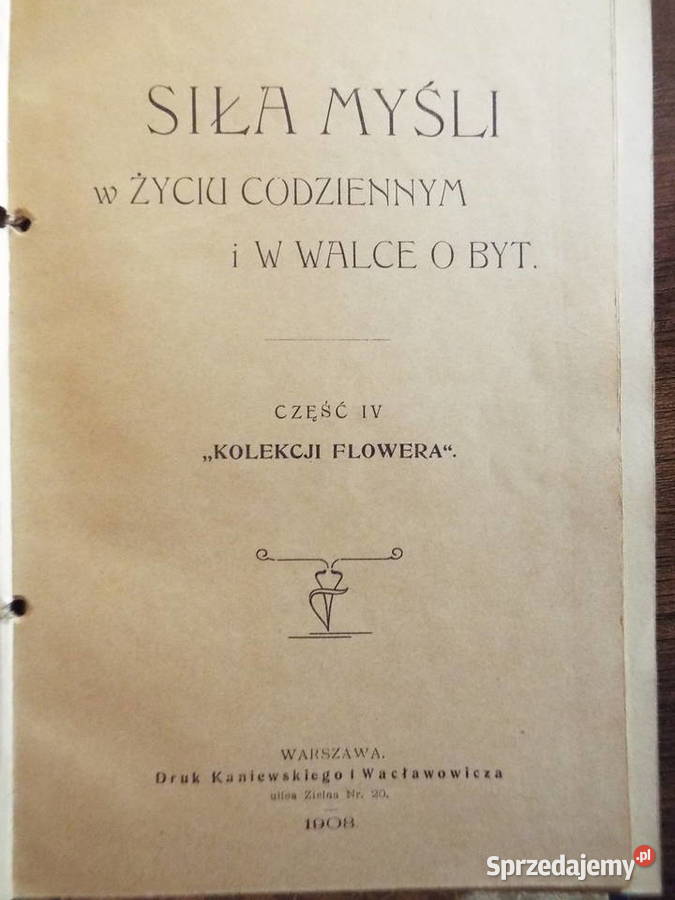 SIŁA MYŚLI
w ŻYCIU CODZIENNYM
i W WALCE O BYT.
CZĘŚĆ IV
„KOLEKCJI FLOWERA“.
WARSZAWA.
Druk Kaniewskiego i Wacławowicza
ulica Zielna Nr. 20.
1908.
Sprzedajemy.pl